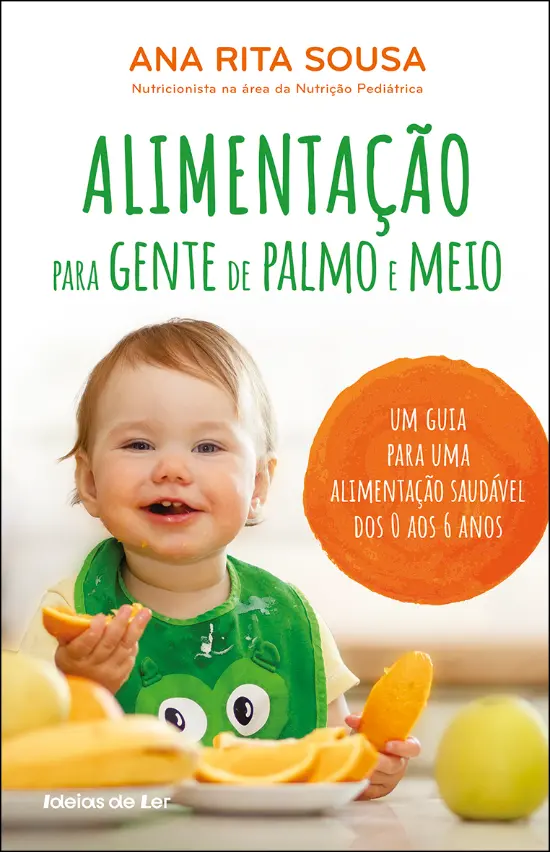 ANA RITA SOUSA
Nutricionista na área da Nutrição Pediátrica
ALIMENTAÇÃO
PARA GENTE DE PALMO E MEIO
UM GUIA
PARA UMA
ALIMENTAÇÃO SAUDÁVEL
DOS 0 AOS 6 ANOS
Ideias de Ler